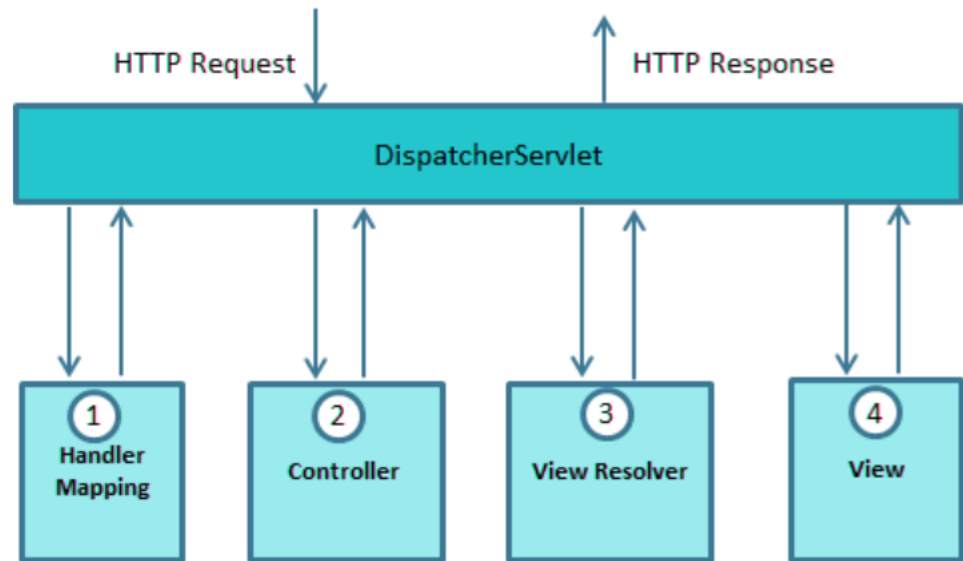 HTTP Request
HTTP Response
DispatcherServlet
1
Handler
Mapping
2
Controller
3
View Resolver
4
View